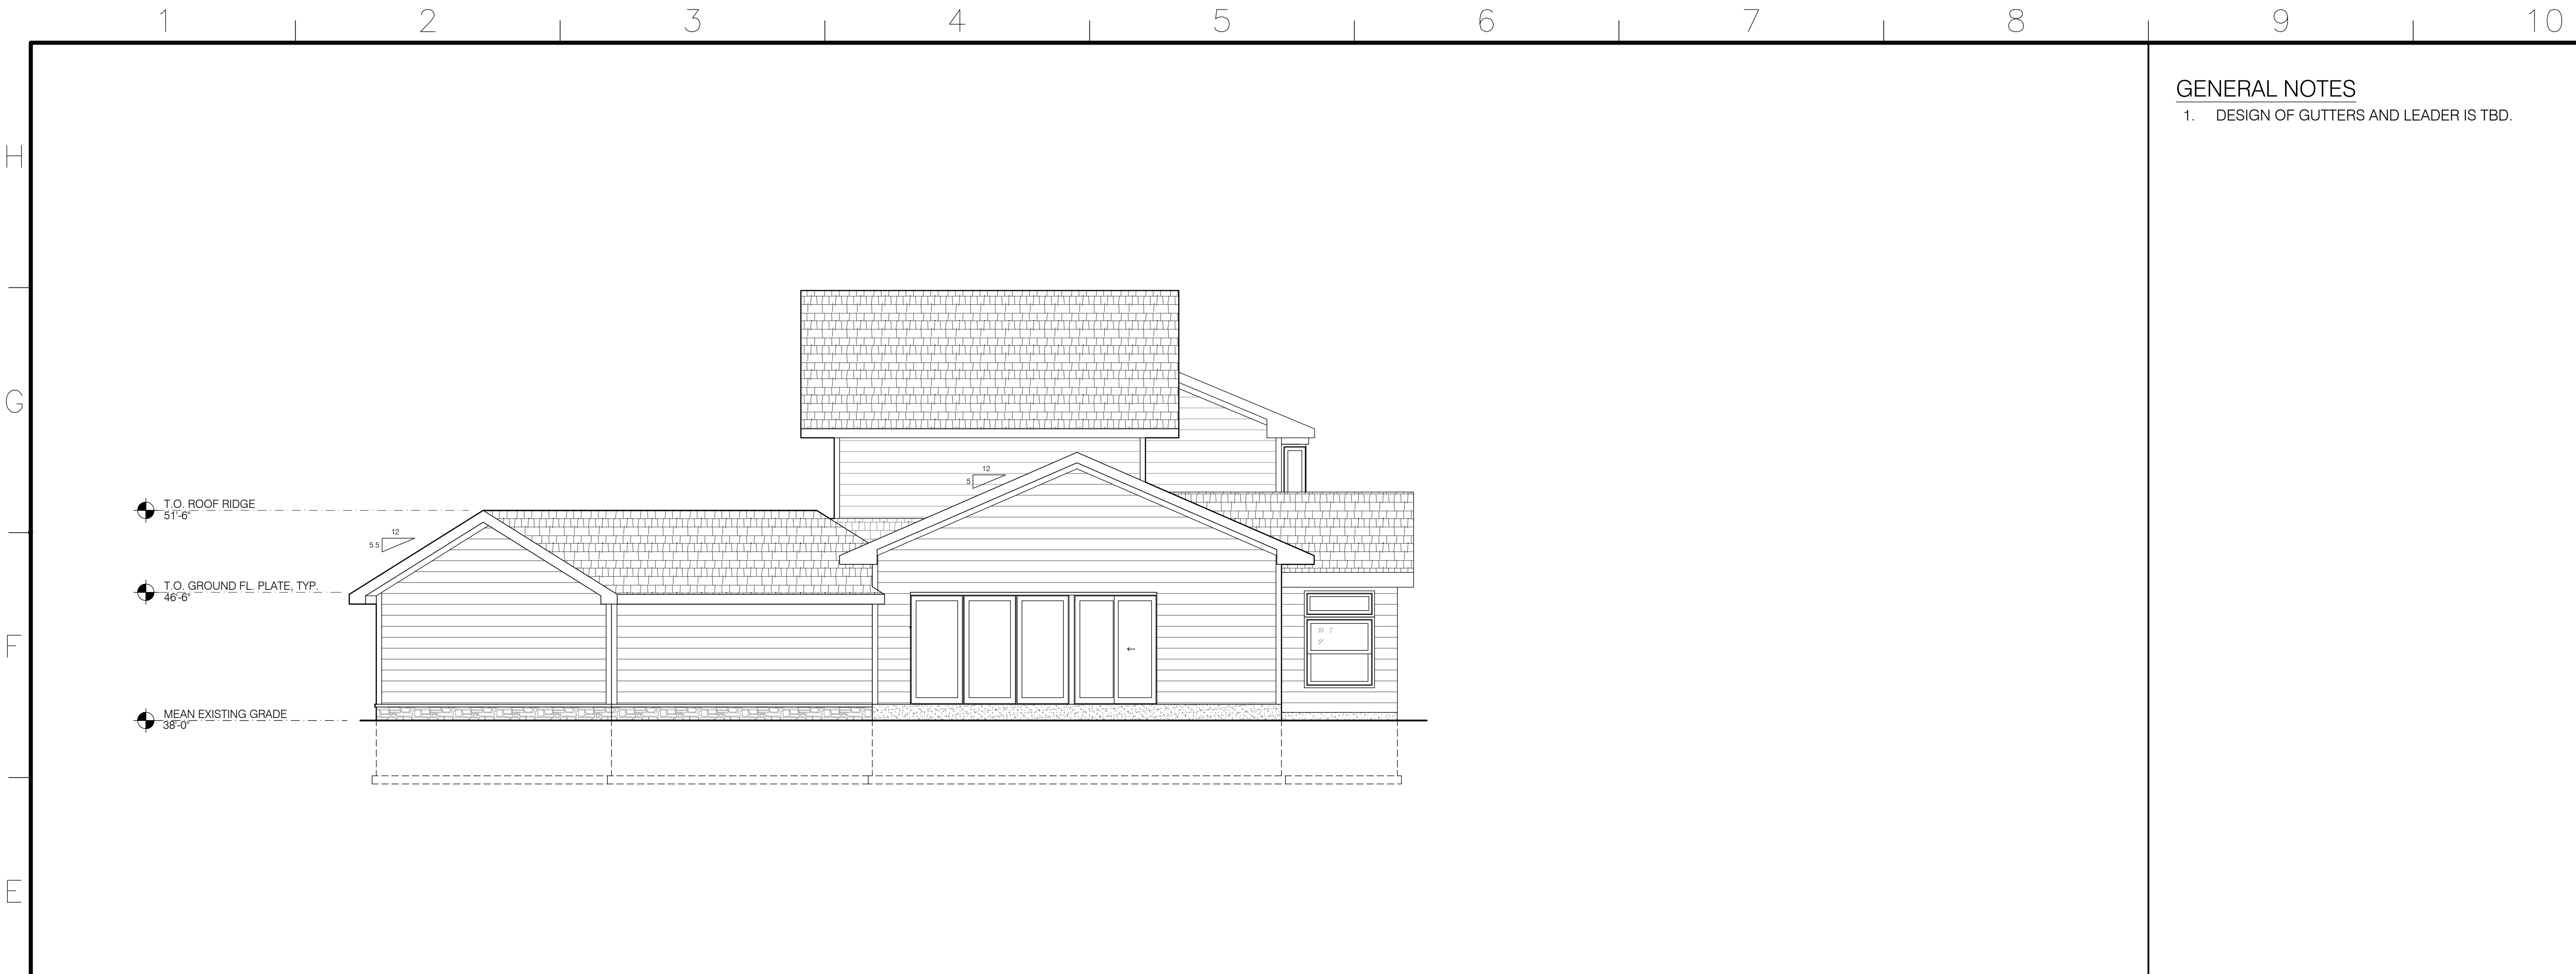 1 2 3 4 5 6 7 8 9 10
GENERAL NOTES
1. DESIGN OF GUTTERS AND LEADER IS TBD.
H
G
12
5
T.O. ROOF RIDGE
51'-6"
12
5.5
T.O. GROUND FL. PLATE, TYP.
46'-6"
F
MEAN EXISTING GRADE
38'-0"
E